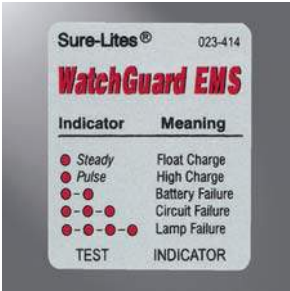 Sure-Lites® 023-414
WatchGuard EMS
Indicator Meaning
Steady Float Charge
Pulse High Charge
Battery Failure
Circuit Failure
Lamp Failure
TEST INDICATOR